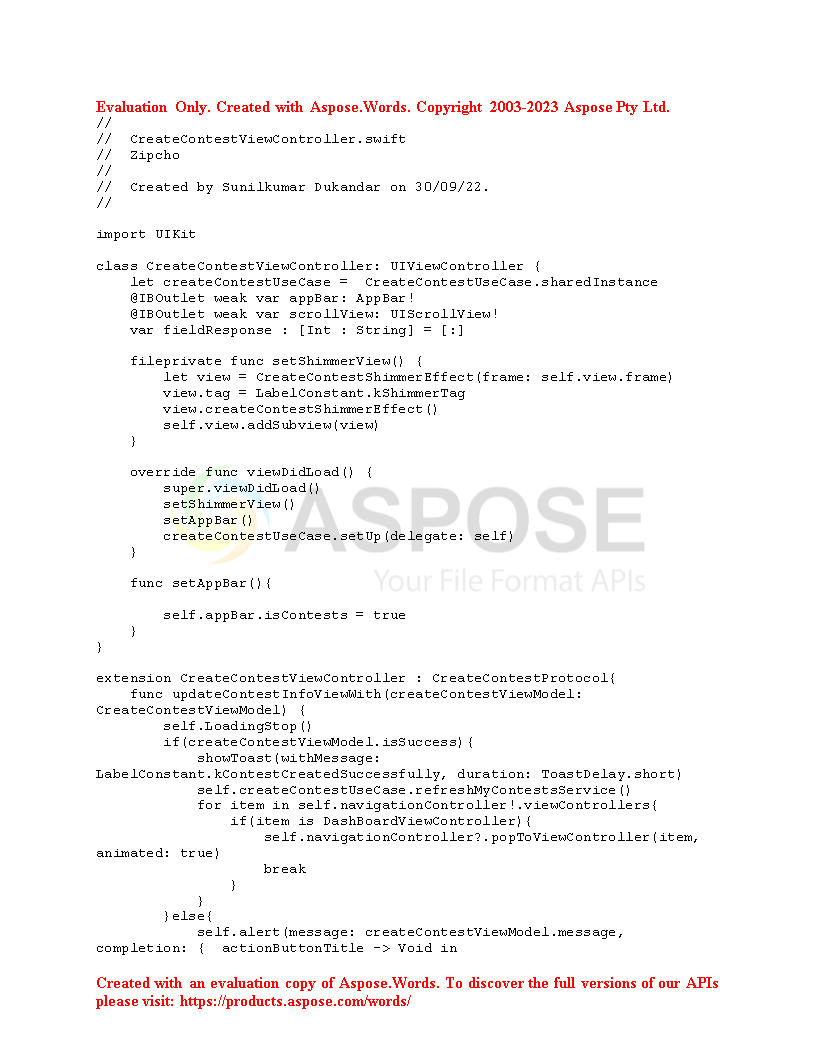 Evaluation Only. Created with Aspose.Words. Copyright 2003-2023 Aspose Pty Ltd.
//
//  CreateContestViewController.swift
//  Zipcho
//
//  Created by Sunilkumar Dukandar on 30/09/22.
//

import UIKit

class CreateContestViewController: UIViewController {
    let createContestUseCase =  CreateContestUseCase.sharedInstance
    @IBOutlet weak var appBar: AppBar!
    @IBOutlet weak var scrollView: UIScrollView!
    var fieldResponse : [Int : String] = [:]

    fileprivate func setShimmerView() {
        let view = CreateContestShimmerEffect(frame: self.view.frame)
        view.tag = LabelConstant.kShimmerTag
        view.createContestShimmerEffect()
        self.view.addSubview(view)
    }

    override func viewDidLoad() {
        super.viewDidLoad()
        setShimmerView()
        setAppBar()
        createContestUseCase.setUp(delegate: self)
    }
ASPOSE
Your File Format APIs

    func setAppBar(){

        self.appBar.isContests = true
    }
}

extension CreateContestViewController : CreateContestProtocol{
    func updateContestInfoViewWith(createContestViewModel:
CreateContestViewModel) {
        self.LoadingStop()
        if(createContestViewModel.isSuccess){
            showToast(withMessage:
LabelConstant.kContestCreatedSuccessfully, duration: ToastDelay.short)
            self.createContestUseCase.refreshMyContestsService()
            for item in self.navigationController!.viewControllers{
                if(item is DashBoardViewController){
                    self.navigationController?.popToViewController(item,
animated: true)
                    break
                }
            }
        }else{
            self.alert(message: createContestViewModel.message,
completion: {  actionButtonTitle -> Void in

Created with an evaluation copy of Aspose.Words. To discover the full versions of our APIs
please visit: https://products.aspose.com/words/